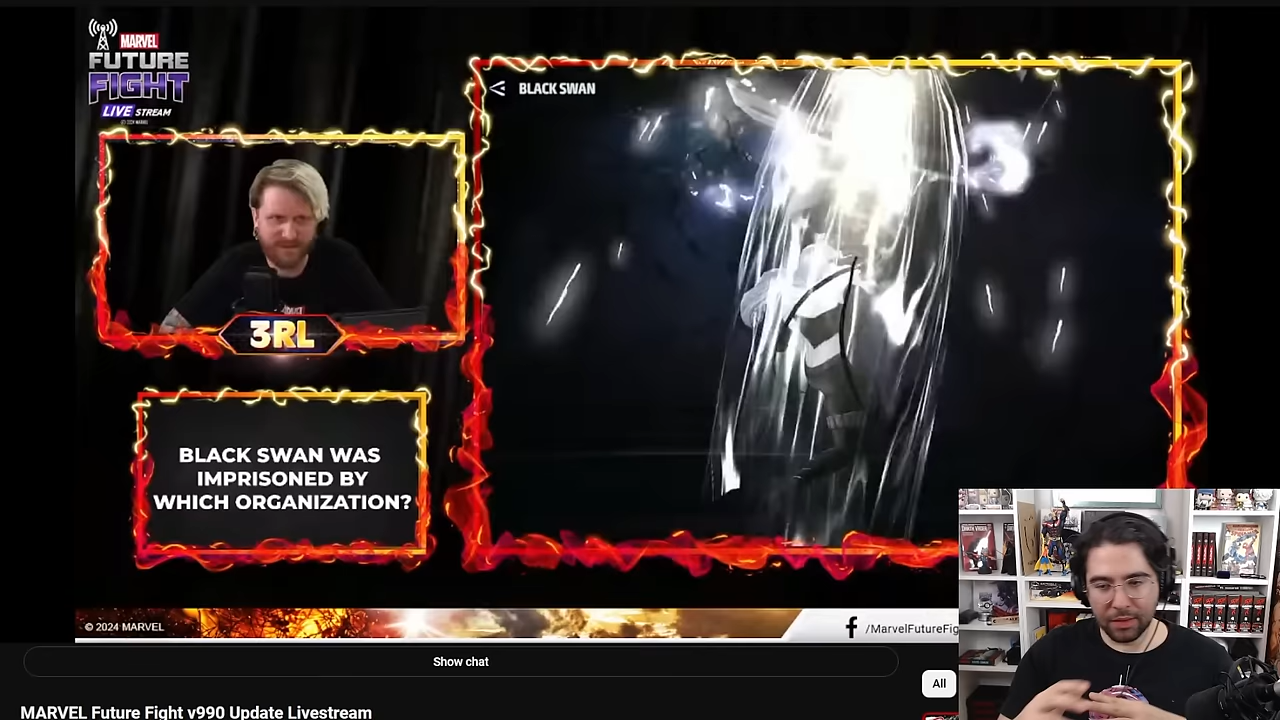 MARVEL
FUTURE
FIGHT
LIVE STREAM
BLACK SWAN
3RL
BLACK SWAN WAS
IMPRISONED BY
WHICH ORGANIZATION?
© 2024 MARVEL
/MarvelFutureFig
Show chat
All
MARVEL Future Fight v990 Update Livestream